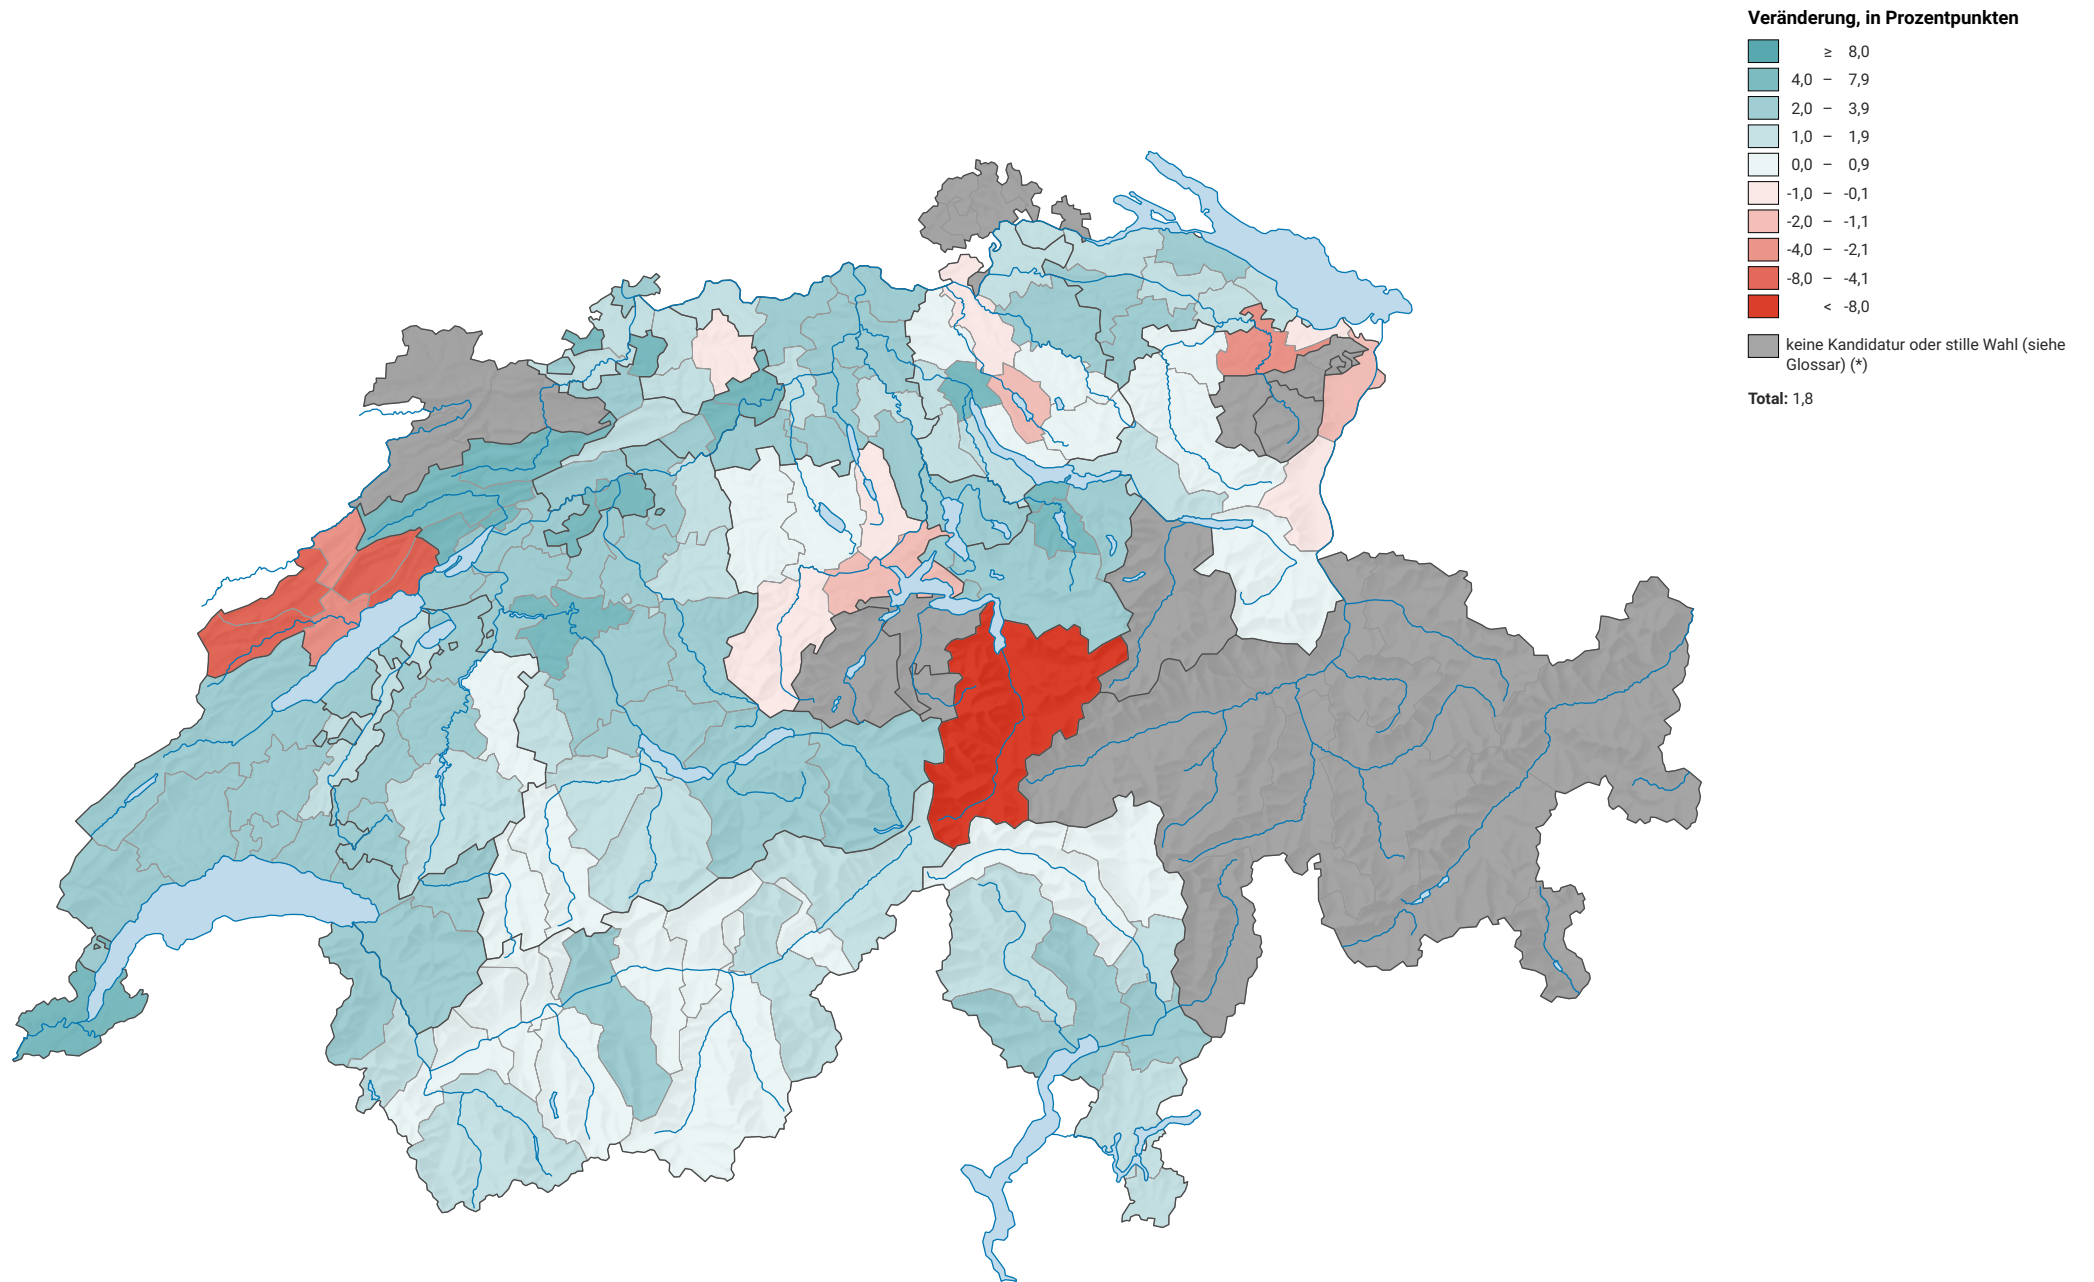 Veränderung, in Prozentpunkten
≥ 8,0
4,0 – 7,9
2,0 – 3,9
1,0 – 1,9
0,0 – 0,9
-1,0 – -0,1
-2,0 – -1,1
-4,0 – -2,1
-8,0 – -4,1
< -8,0
keine Kandidatur oder stille Wahl (siehe
Glossar) (*)
Total: 1,8